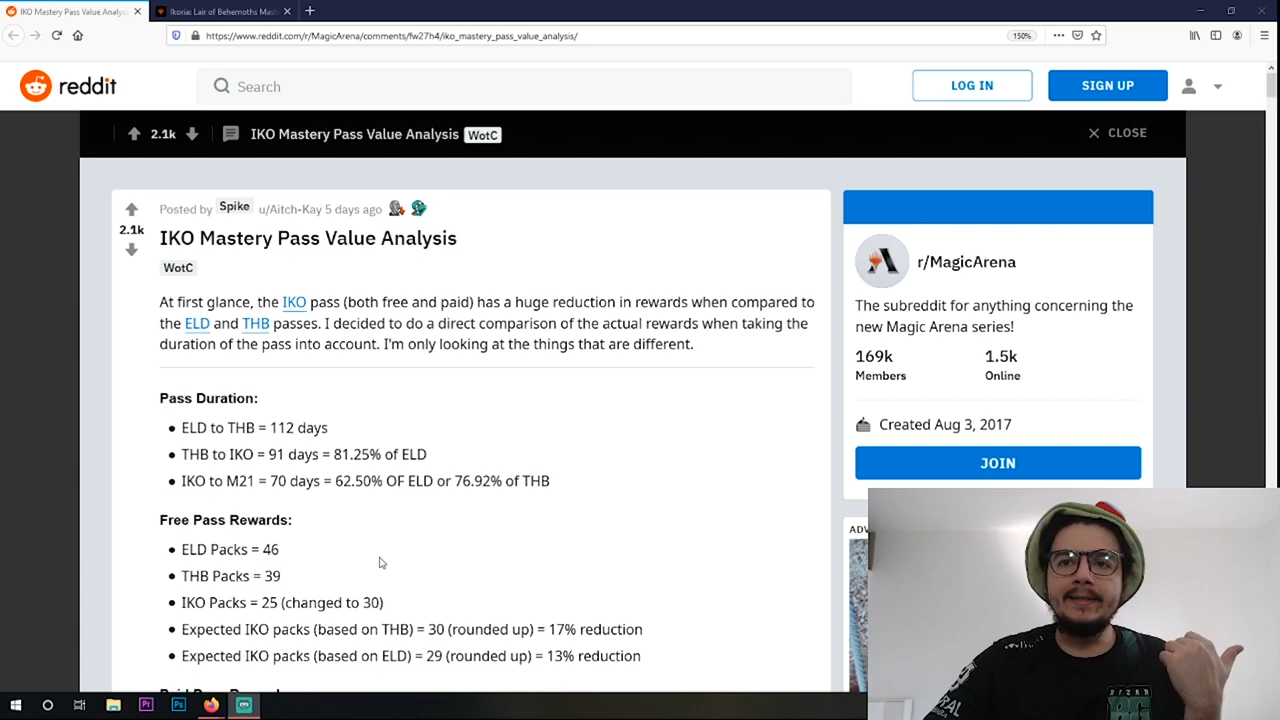 IKO Mastery Pass Value Analysis
Ikoria: Lair of Behemoths Mast
https://www.reddit.com/r/MagicArena/comments/fw27h4/iko_mastery_pass_value_analysis/
150%
reddit
Search
LOG IN
SIGN UP
2.1k
IKO Mastery Pass Value Analysis
WotC
CLOSE
Posted by Spike u/Aitch-Kay 5 days ago
2.1k
IKO Mastery Pass Value Analysis
WotC
At first glance, the IKO pass (both free and paid) has a huge reduction in rewards when compared to
the ELD and THB passes. I decided to do a direct comparison of the actual rewards when taking the
duration of the pass into account. I'm only looking at the things that are different.
Pass Duration:
• ELD to THB = 112 days
• THB to IKO = 91 days = 81.25% of ELD
• IKO to M21 = 70 days = 62.50% OF ELD or 76.92% of THB
Free Pass Rewards:
• ELD Packs = 46
• THB Packs = 39
• IKO Packs = 25 (changed to 30)
• Expected IKO packs (based on THB) = 30 (rounded up) = 17% reduction
• Expected IKO packs (based on ELD) = 29 (rounded up) = 13% reduction
r/MagicArena
The subreddit for anything concerning the
new Magic Arena series!
169k
1.5k
Members
Online
Created Aug 3, 2017
JOIN
Pr
Ps